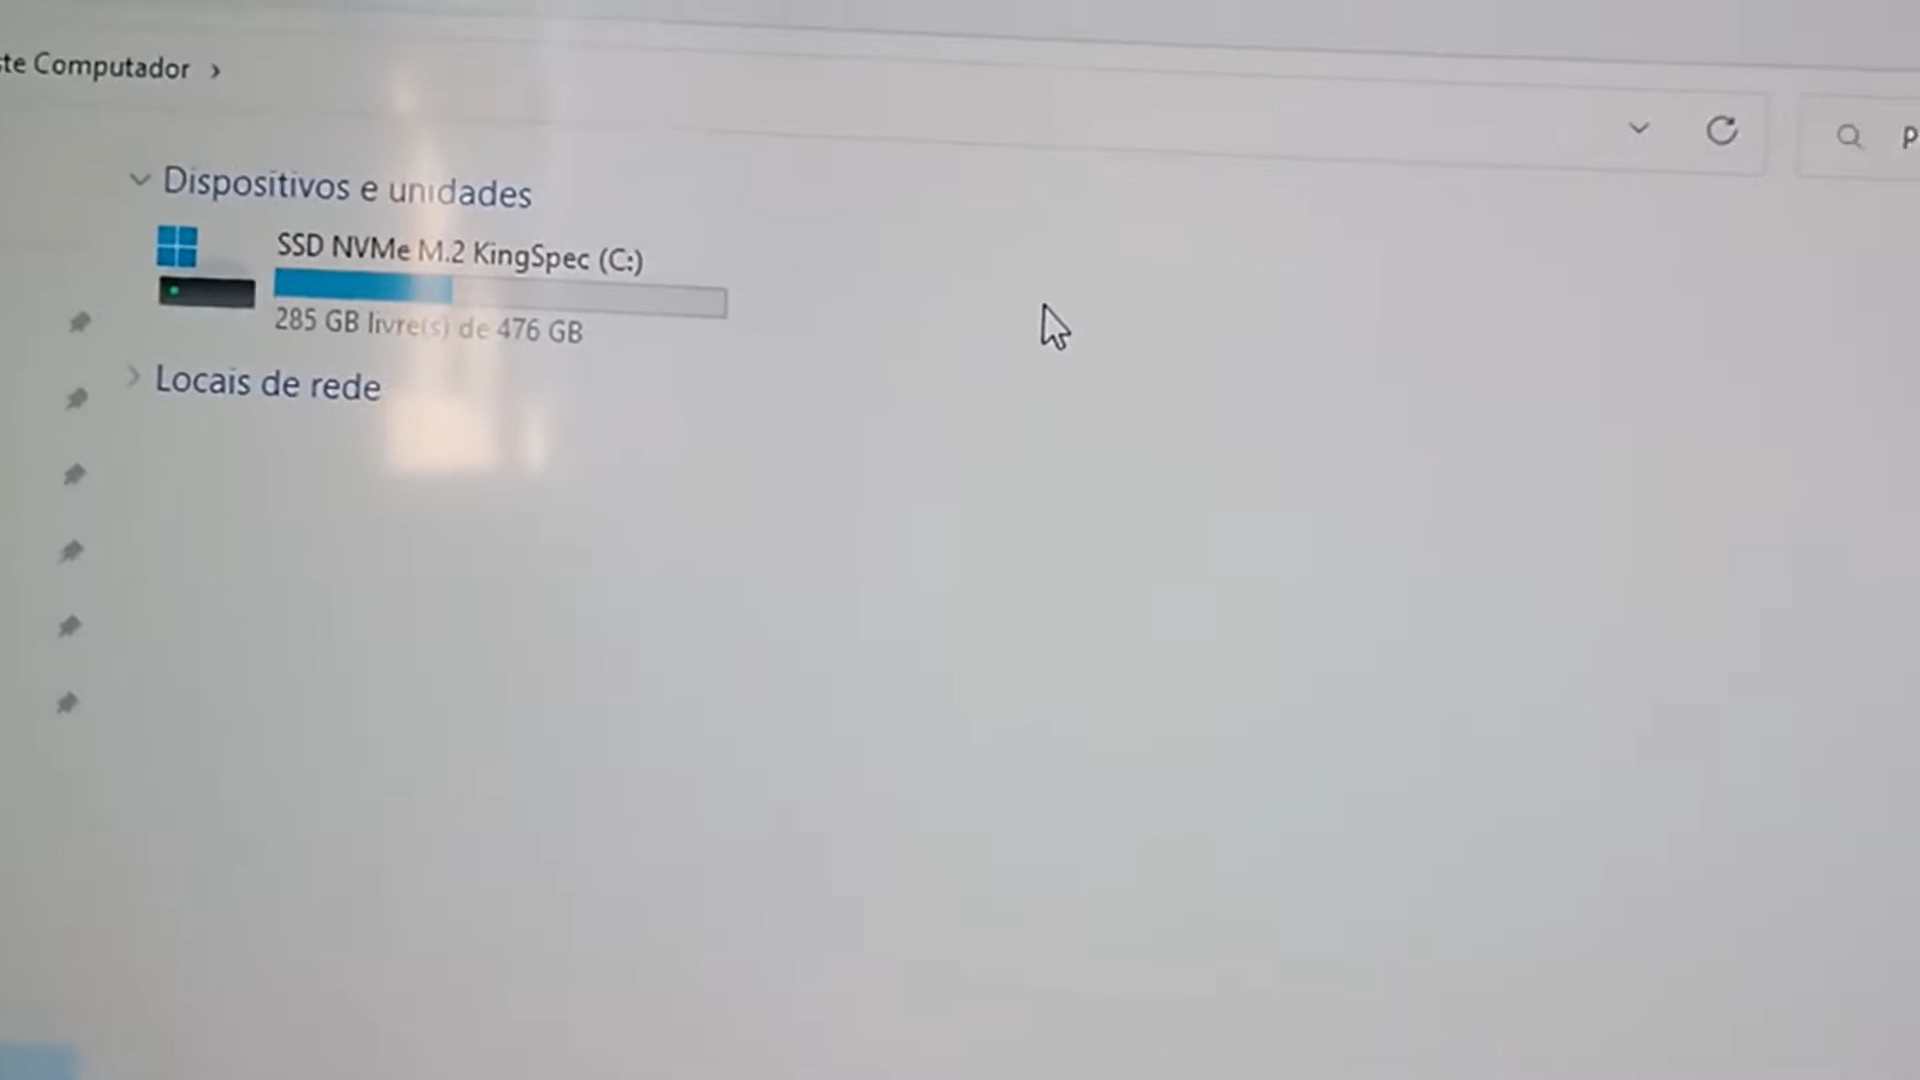 te Computador
Dispositivos e unidades
SSD NVMe M.2 KingSpec (C:)
285 GB livre(s) de 476 GB
Locais de rede
P